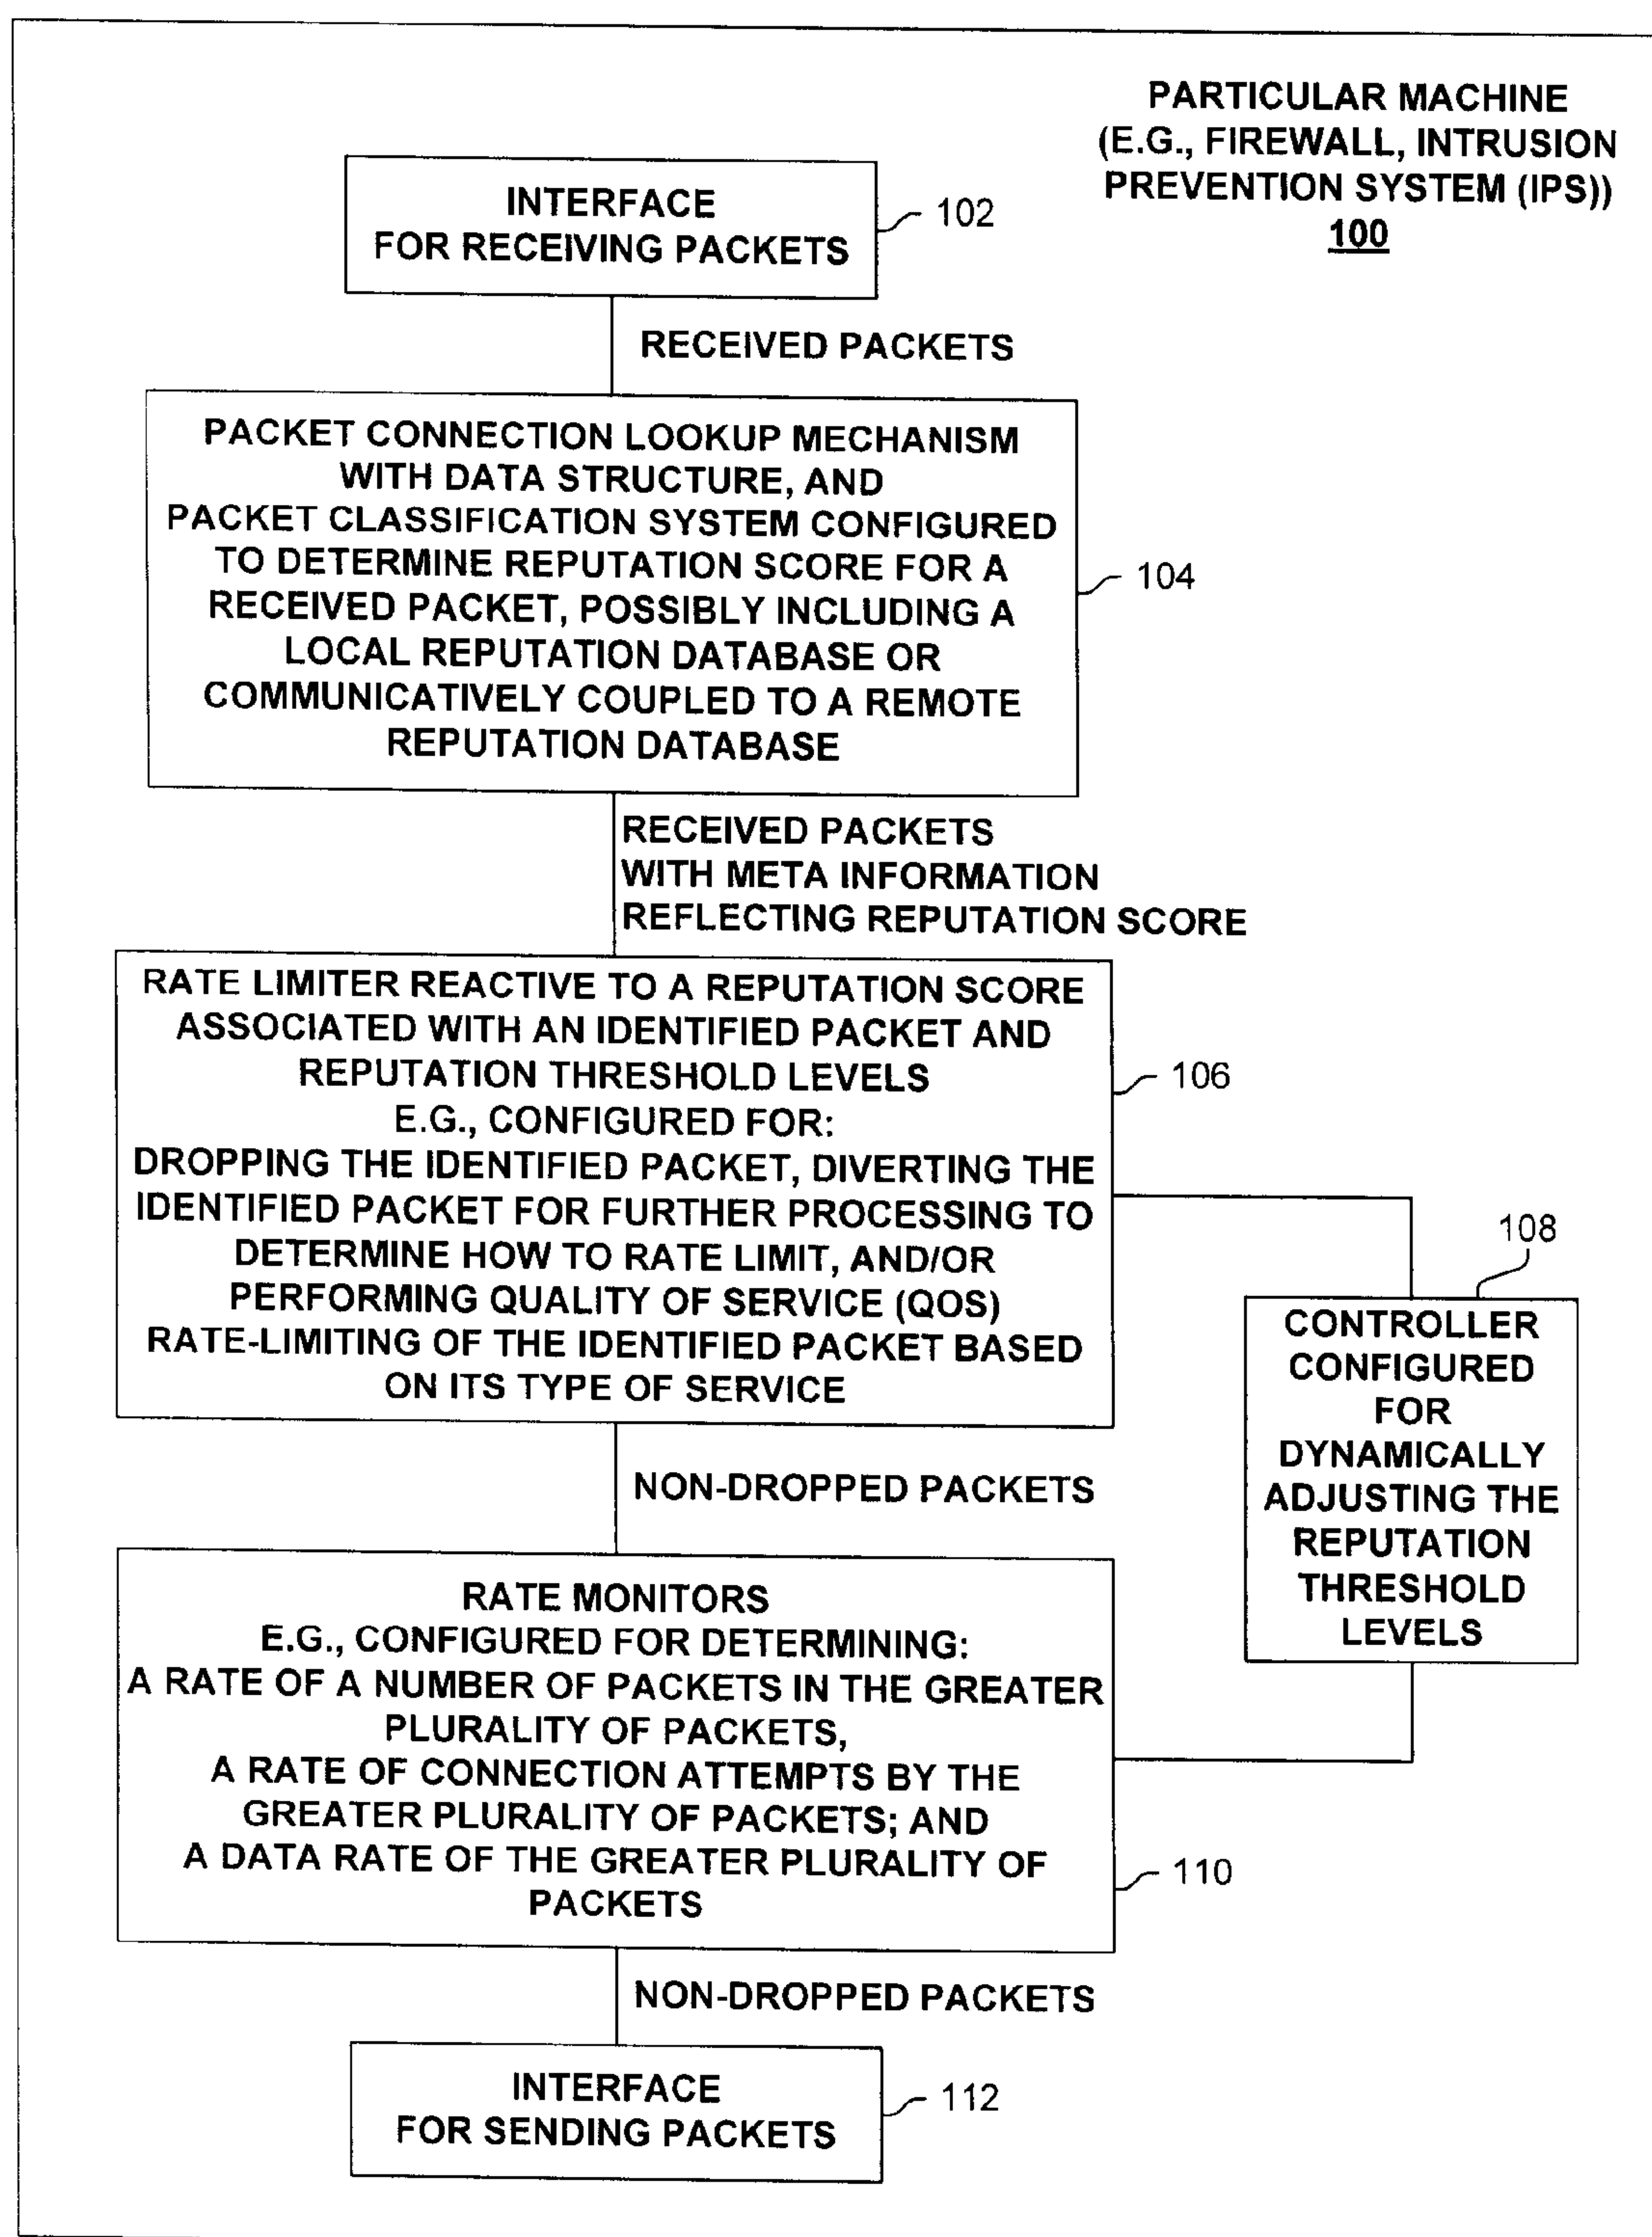 PARTICULAR MACHINE
(E.G., FIREWALL, INTRUSION
PREVENTION SYSTEM (IPS))
100
INTERFACE
FOR RECEIVING PACKETS
102
RECEIVED PACKETS
PACKET CONNECTION LOOKUP MECHANISM
WITH DATA STRUCTURE, AND
PACKET CLASSIFICATION SYSTEM CONFIGURED
TO DETERMINE REPUTATION SCORE FOR A
RECEIVED PACKET, POSSIBLY INCLUDING A
LOCAL REPUTATION DATABASE OR
COMMUNICATIVELY COUPLED TO A REMOTE
REPUTATION DATABASE
104
RECEIVED PACKETS
WITH META INFORMATION
REFLECTING REPUTATION SCORE
RATE LIMITER REACTIVE TO A REPUTATION SCORE
ASSOCIATED WITH AN IDENTIFIED PACKET AND
REPUTATION THRESHOLD LEVELS
E.G., CONFIGURED FOR:
DROPPING THE IDENTIFIED PACKET, DIVERTING THE
IDENTIFIED PACKET FOR FURTHER PROCESSING TO
DETERMINE HOW TO RATE LIMIT, AND/OR
PERFORMING QUALITY OF SERVICE (QOS)
RATE-LIMITING OF THE IDENTIFIED PACKET BASED
ON ITS TYPE OF SERVICE
106
108
CONTROLLER
CONFIGURED
FOR
DYNAMICALLY
ADJUSTING THE
REPUTATION
THRESHOLD
LEVELS
NON-DROPPED PACKETS
RATE MONITORS
E.G., CONFIGURED FOR DETERMINING:
A RATE OF A NUMBER OF PACKETS IN THE GREATER
PLURALITY OF PACKETS,
A RATE OF CONNECTION ATTEMPTS BY THE
GREATER PLURALITY OF PACKETS; AND
A DATA RATE OF THE GREATER PLURALITY OF
PACKETS
110
NON-DROPPED PACKETS
INTERFACE
FOR SENDING PACKETS
112